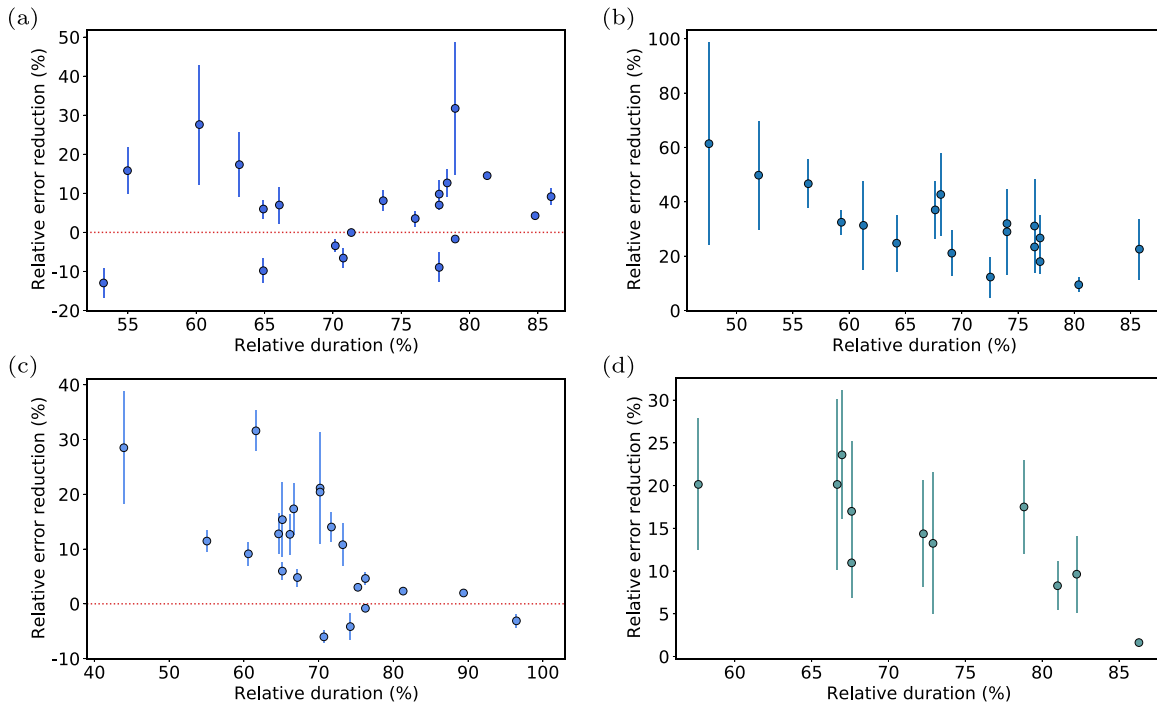 (a)
Relative error reduction (%)
50
40
30
20
10
0
-10
-20
55 60 65 70 75 80 85
Relative duration (%)
(b)
Relative error reduction (%)
100
80
60
40
20
0
50 55 60 65 70 75 80 85
Relative duration (%)
(c)
Relative error reduction (%)
40
30
20
10
0
-10
40 50 60 70 80 90 100
Relative duration (%)
(d)
Relative error reduction (%)
30
25
20
15
10
5
0
60 65 70 75 80 85
Relative duration (%)